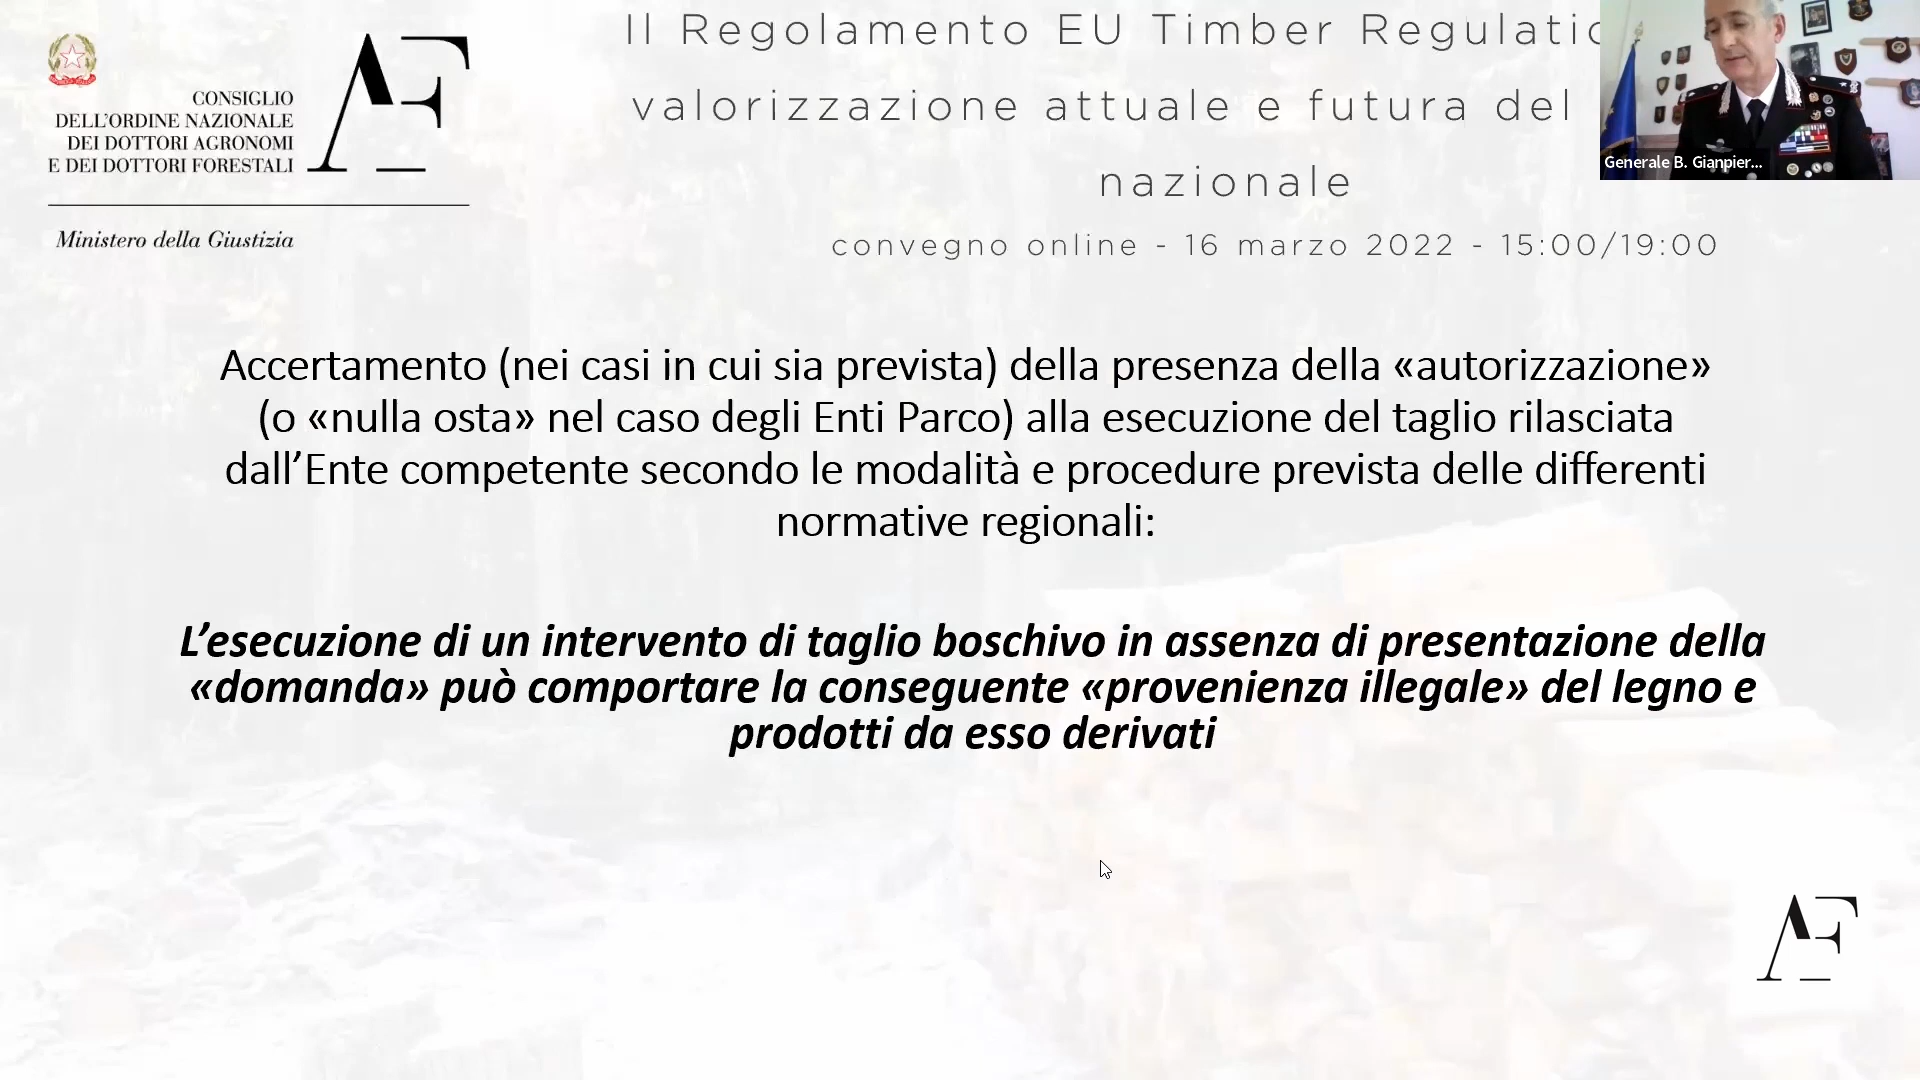 CONSIGLIO
DELL'ORDINE NAZIONALE
DEI DOTTORI AGRONOMI
E DEI DOTTORI FORESTALI
Ministero della Giustizia
AF
Il Regolamento EU Timber
valorizzazione attuale e futura del
nazionale
convegno online - 16 marzo 2022 - 15:00/19:00
Generale B. Gianpier...
Accertamento (nei casi in cui sia prevista) della presenza della «autorizzazione»
(o «nulla osta» nel caso degli Enti Parco) alla esecuzione del taglio rilasciata
dall’Ente competente secondo le modalità e procedure prevista delle differenti
normative regionali:
L’esecuzione di un intervento di taglio boschivo in assenza di presentazione della
«domanda» può comportare la conseguente «provenienza illegale» del legno e
prodotti da esso derivati
AF